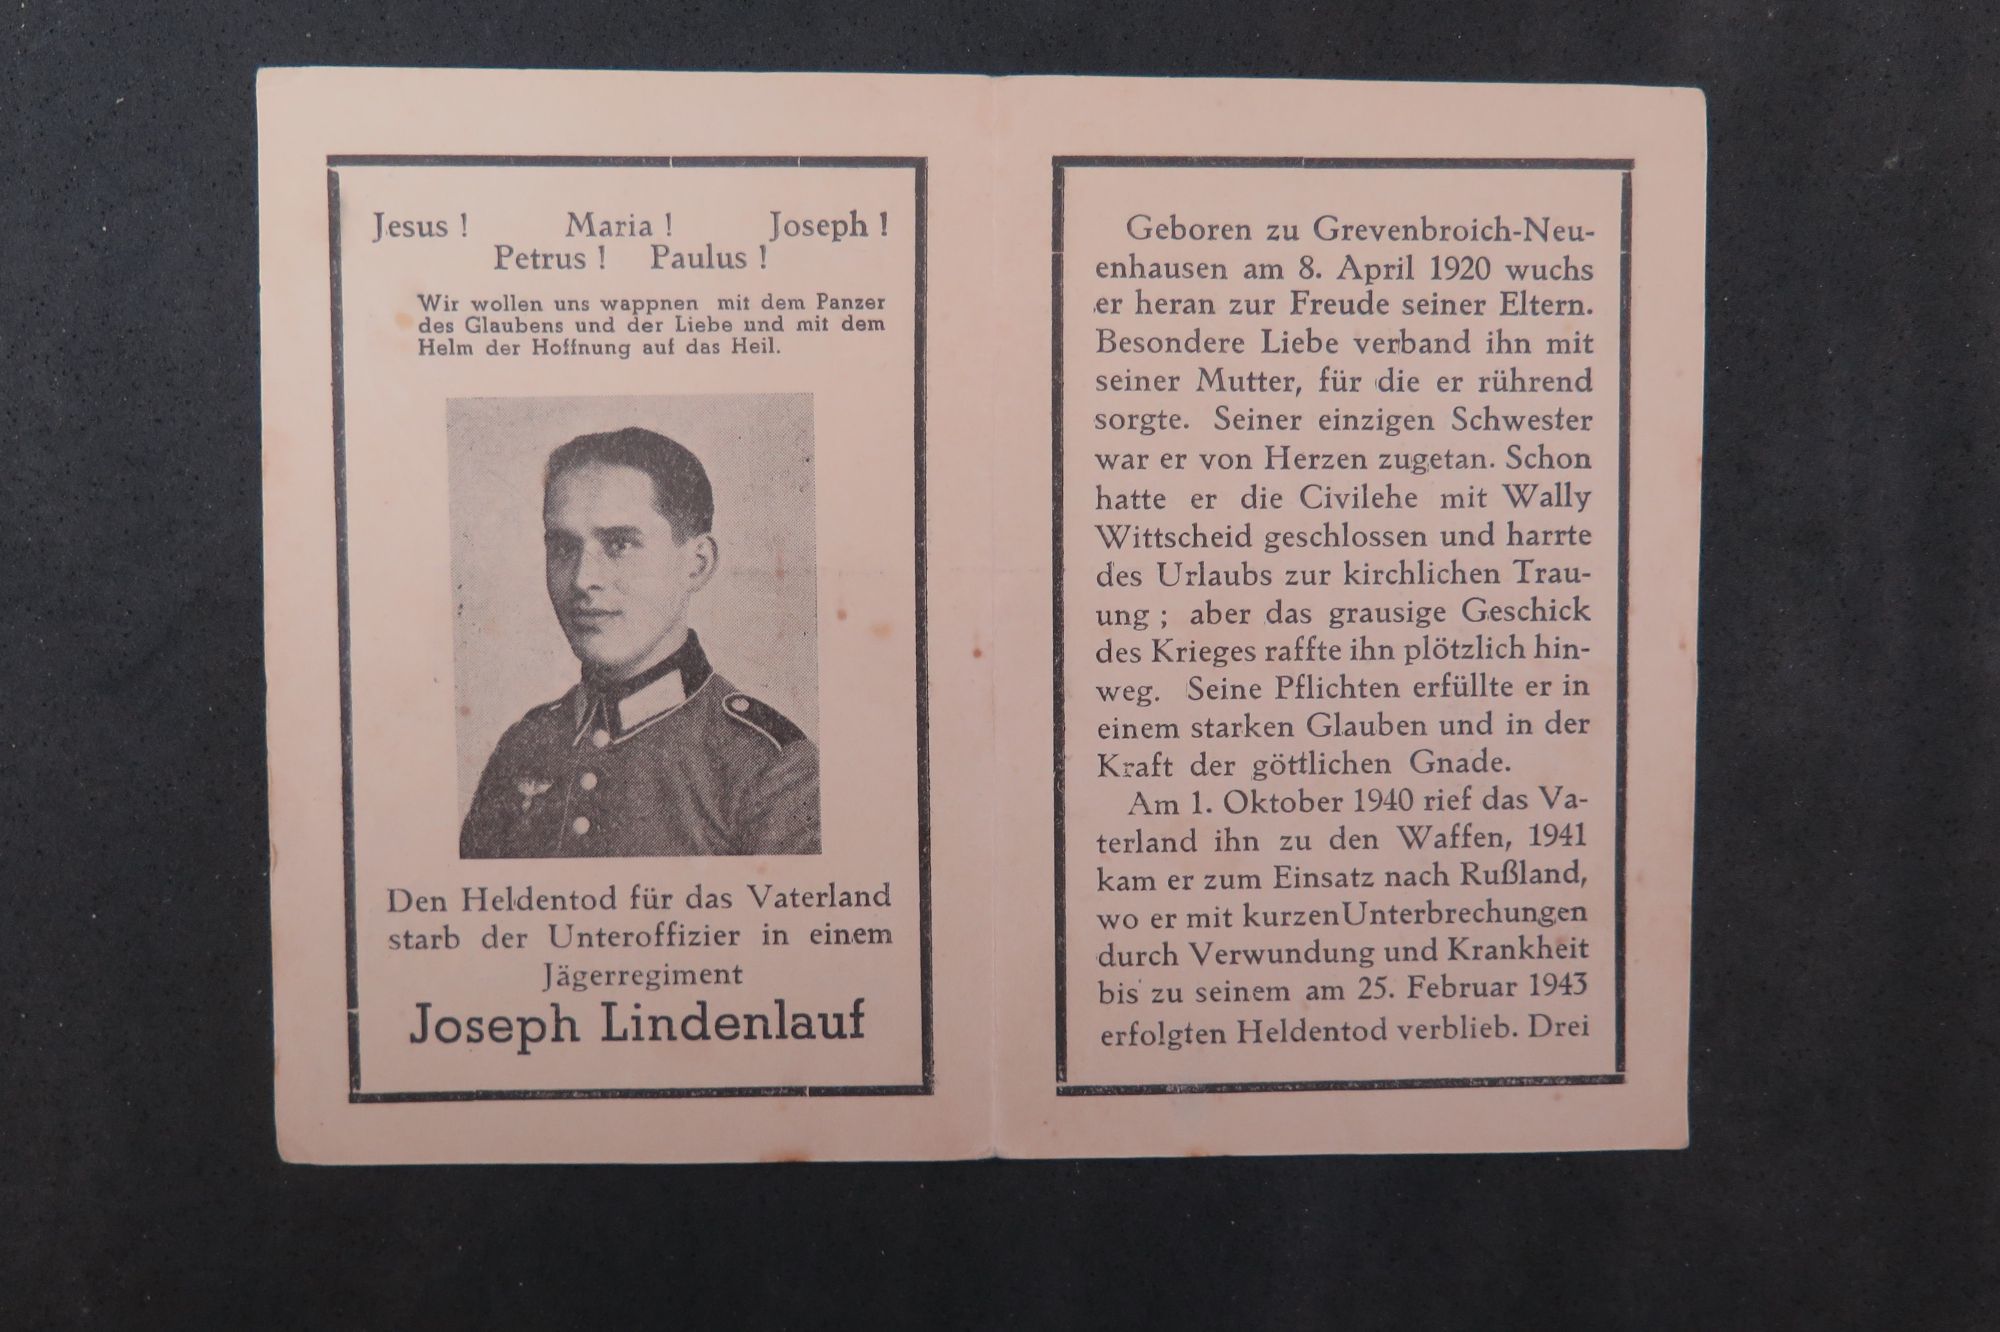 Jesus ! Maria ! Joseph !
Petrus ! Paulus !
Wir wollen uns wappnen mit dem Panzer
des Glaubens und der Liebe und mit dem
Helm der Hoffnung auf das Heil.
Den Heldentod für das Vaterland
starb der Unteroffizier in einem
Jägerregiment
Joseph Lindenlauf
Geboren zu Grevenbroich-Neu-
enhausen am 8. April 1920 wuchs
er heran zur Freude seiner Eltern.
Besondere Liebe verband ihn mit
seiner Mutter, für die er rührend
sorgte. Seiner einzigen Schwester
war er von Herzen zugetan. Schon
hatte er die Civilehe mit Wally
Wittscheid geschlossen und harrte
des Urlaubs zur kirchlichen Trau-
ung ; aber das grausige Geschick
des Krieges raffte ihn plötzlich hin-
weg. Seine Pflichten erfüllte er in
einem starken Glauben und in der
Kraft der göttlichen Gnade.
Am 1. Oktober 1940 rief das Va-
terland ihn zu den Waffen, 1941
kam er zum Einsatz nach Rußland,
wo er mit kurzen Unterbrechungen
durch Verwundung und Krankheit
bis zu seinem am 25. Februar 1943
erfolgten Heldentod verblieb. Drei